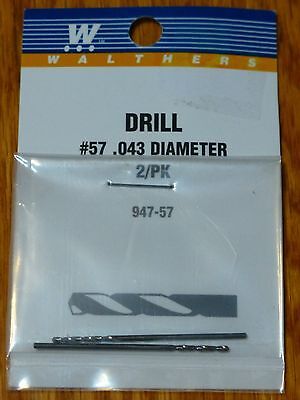 W
WALTHERS
DRILL
#57 .043 DIAMETER
2/PK
947-57